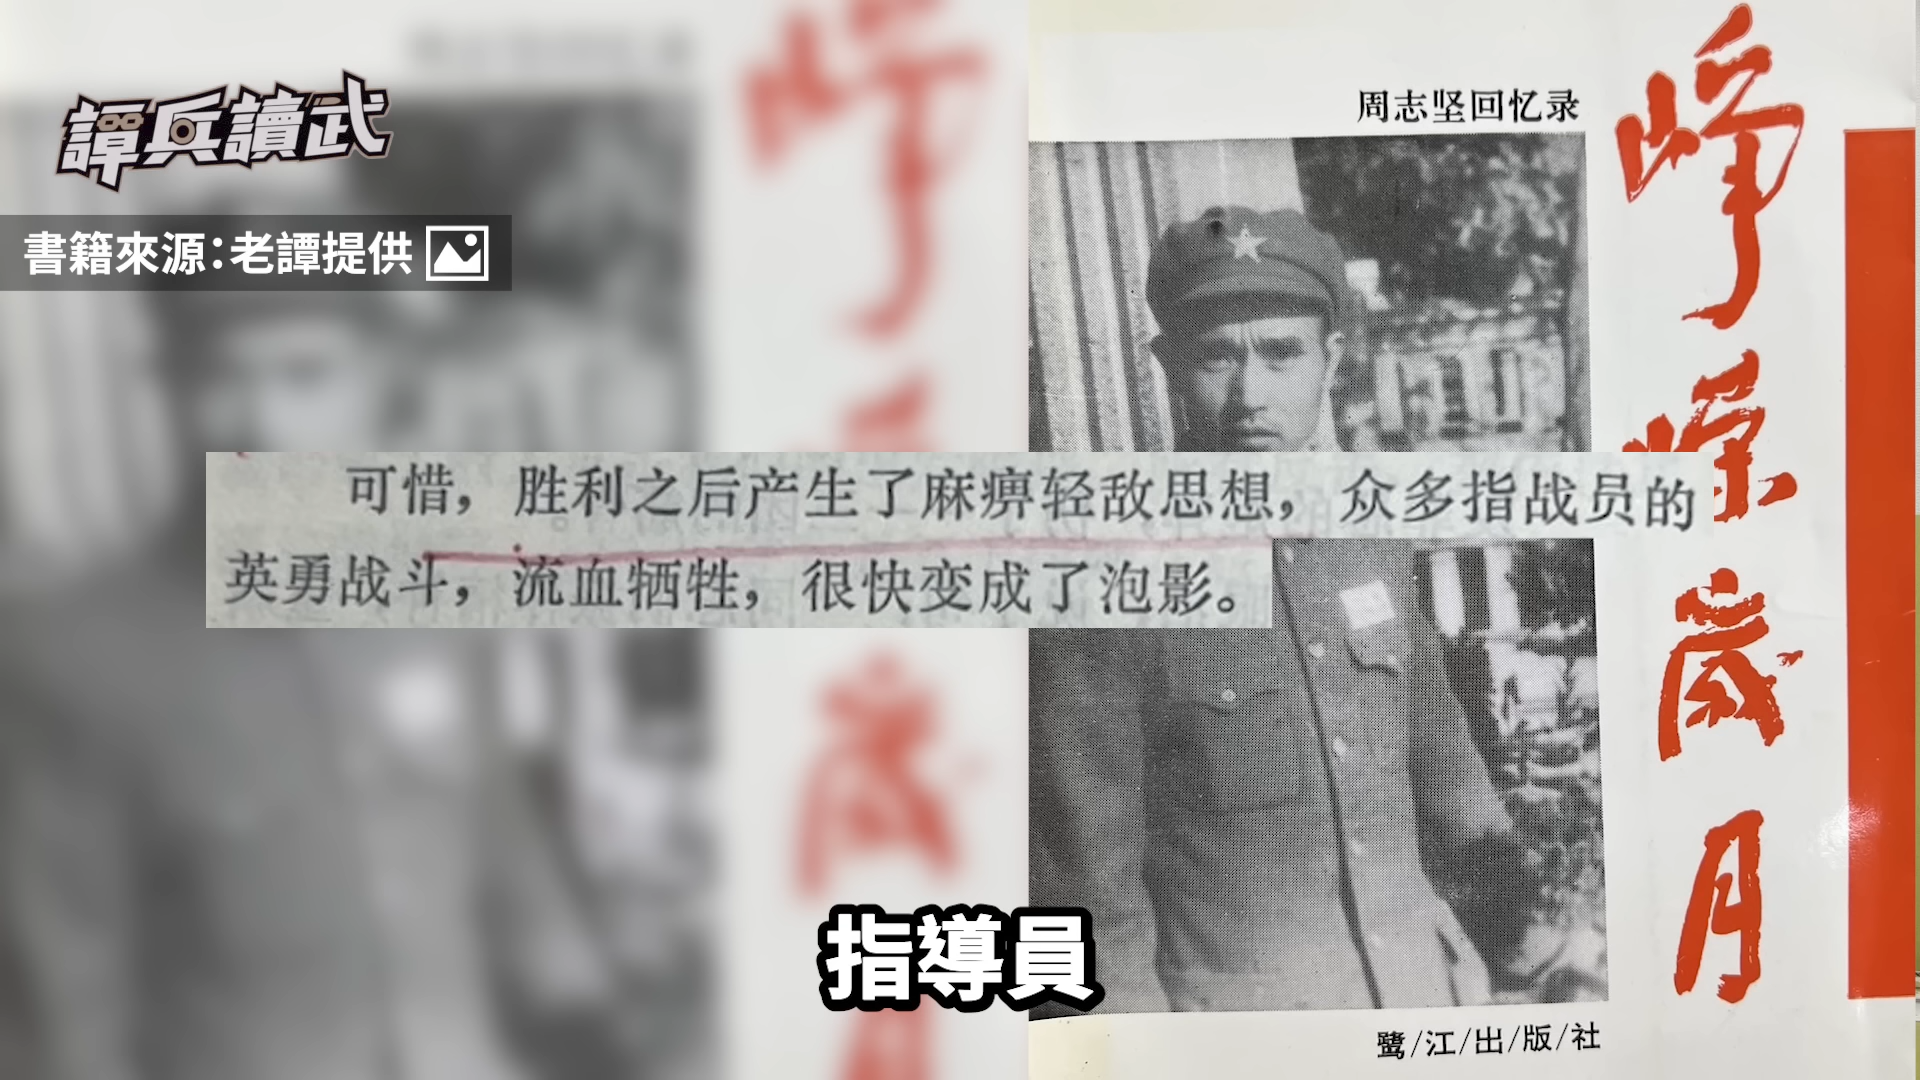 譚兵讀武
書籍來源：老譚提供
周志坚回忆录
峥嵘歲月
可惜，胜利之后产生了麻痹轻敌思想，众多指战员的
英勇战斗，流血牺牲，很快变成了泡影。
指導員
鹭/江/出/版/社